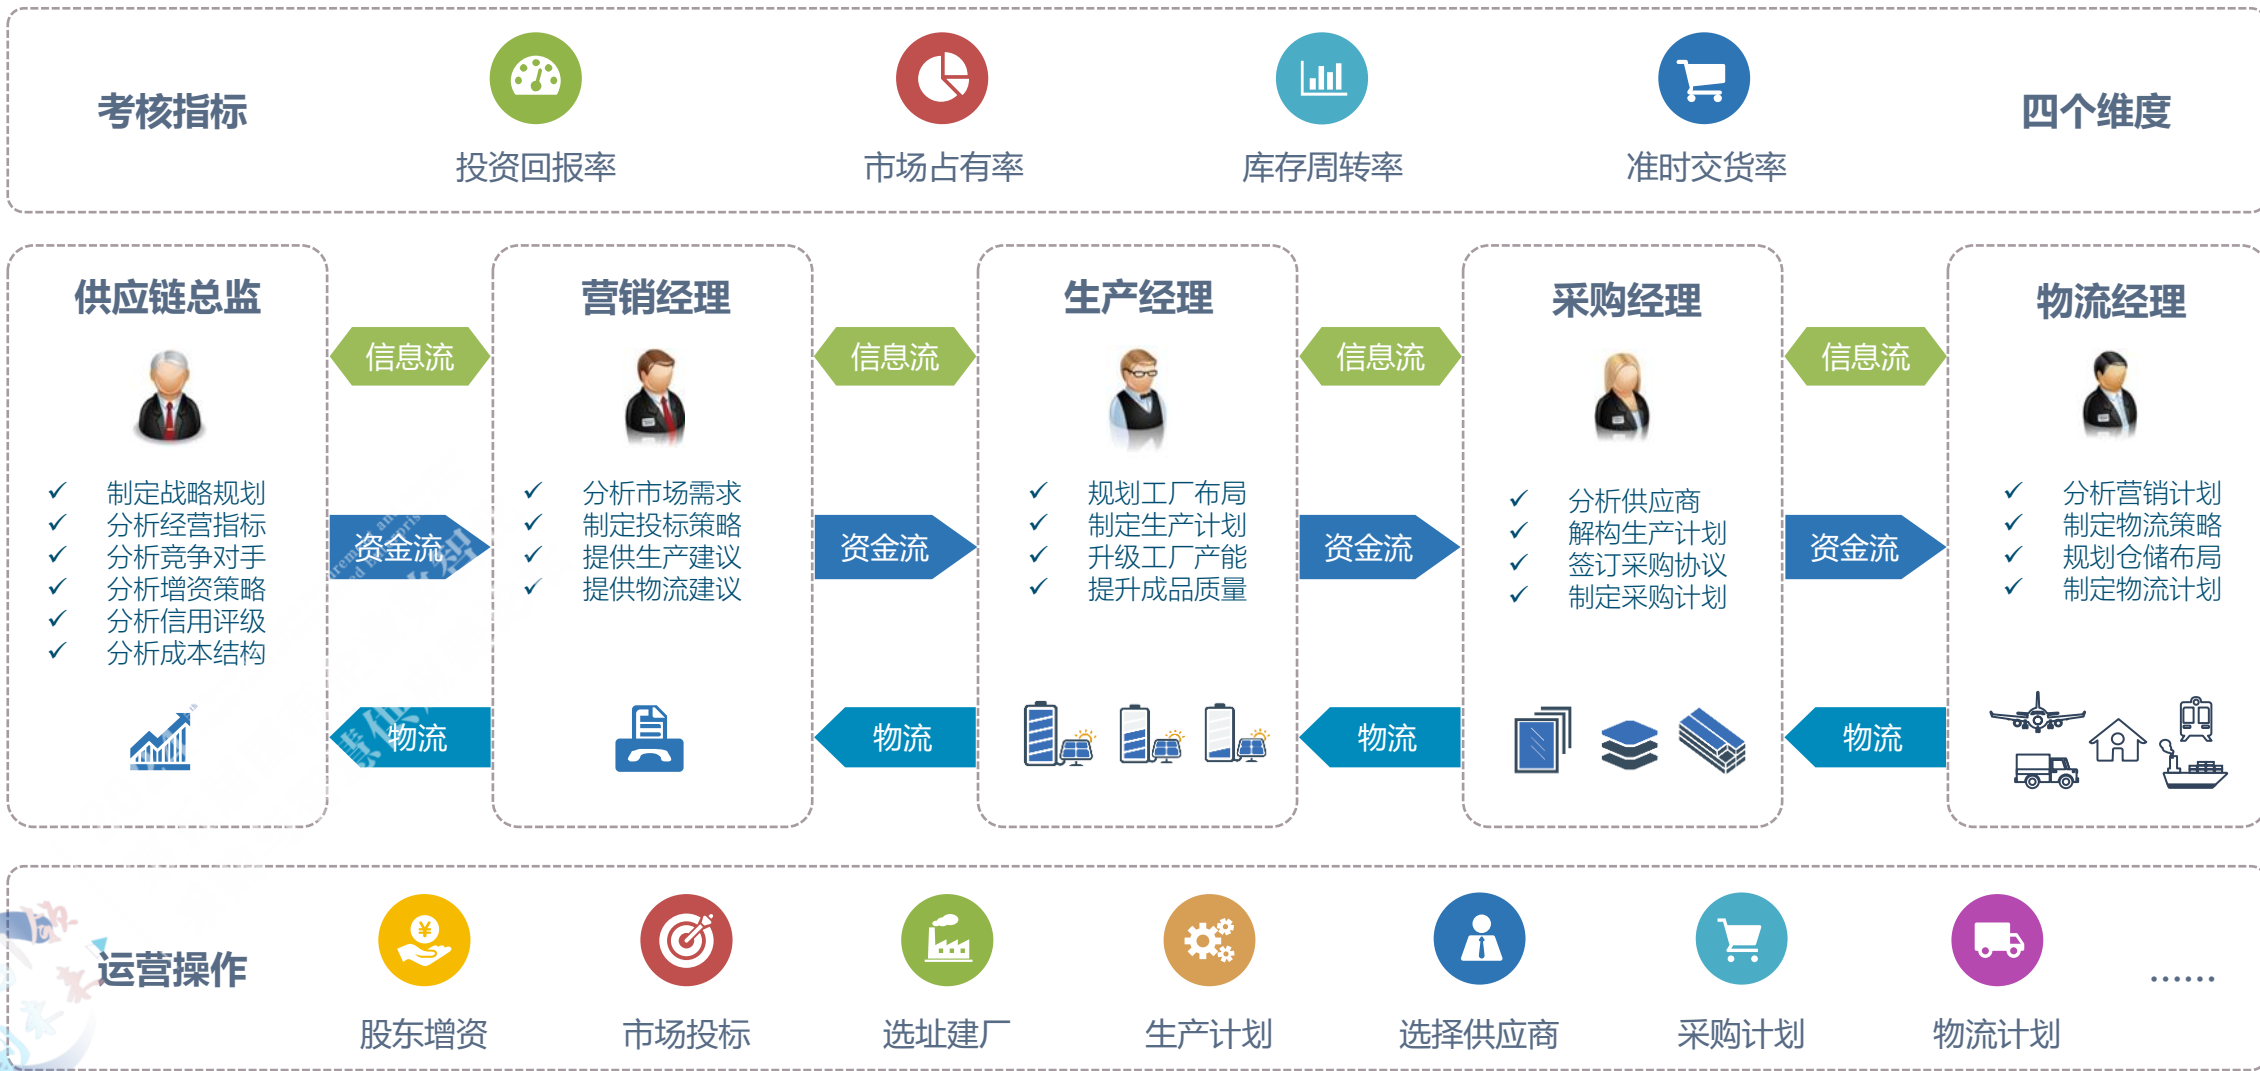 考核指标
投资回报率
市场占有率
库存周转率
准时交货率
四个维度
供应链总监
制定战略规划
分析经营指标
分析竞争对手
分析增资策略
分析信用评级
分析成本结构
信息流
资金流
物流
营销经理
分析市场需求
制定投标策略
提供生产建议
提供物流建议
信息流
资金流
物流
生产经理
规划工厂布局
制定生产计划
升级工厂产能
提升成品质量
信息流
资金流
物流
采购经理
分析供应商
解构生产计划
签订采购协议
制定采购计划
信息流
资金流
物流
物流经理
分析营销计划
制定物流策略
规划仓储布局
制定物流计划
运营操作
股东增资
市场投标
选址建厂
生产计划
选择供应商
采购计划
物流计划
……